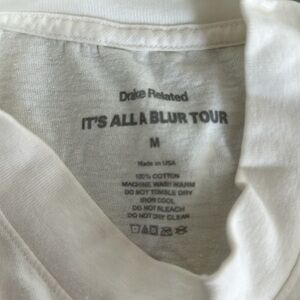 Drake Related
IT'S ALL A BLUR TOUR
M
Made in USA
100% COTTON
MACHINE WASH WARM
DO NOT TUMBLE DRY
IRON COOL
DO NOT BLEACH
DO NOT DRY CLEAN